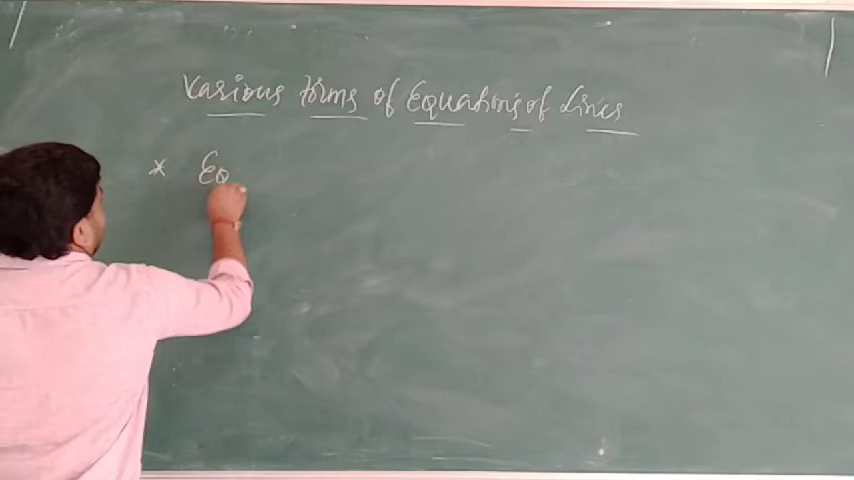 Various forms of Equations of Lines
* Eq